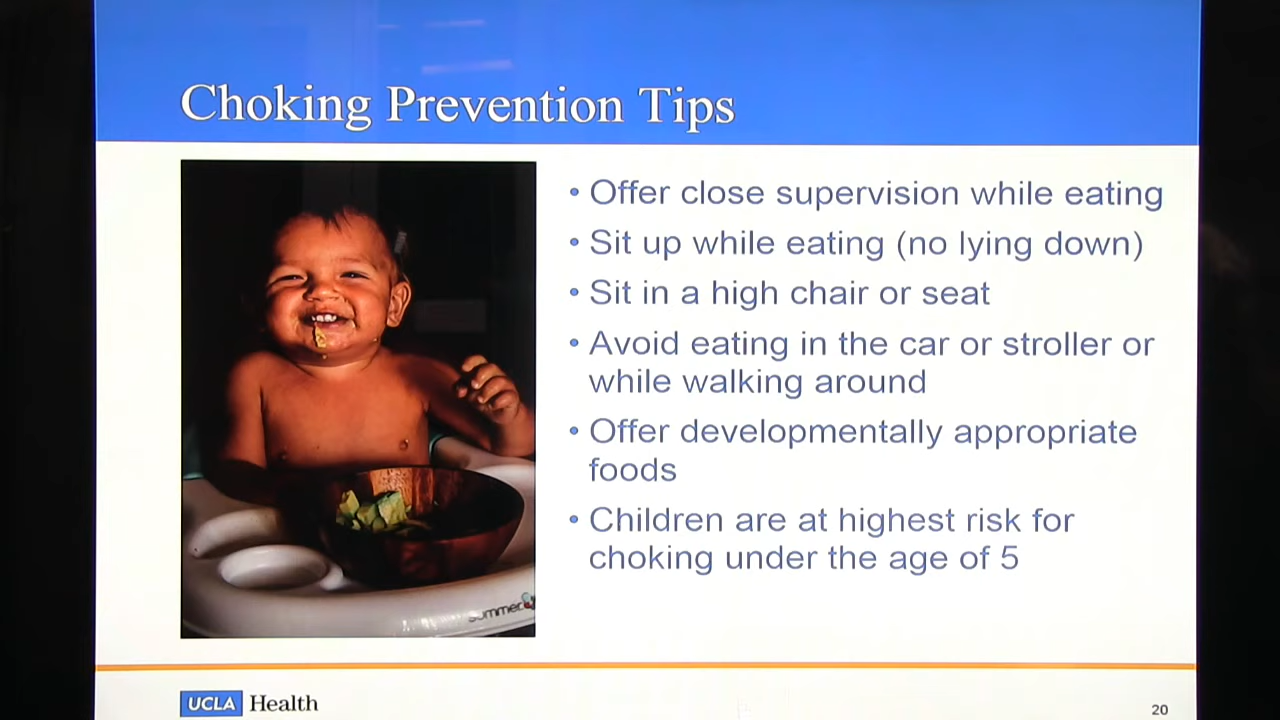 Choking Prevention Tips
• Offer close supervision while eating
• Sit up while eating (no lying down)
• Sit in a high chair or seat
• Avoid eating in the car or stroller or
while walking around
• Offer developmentally appropriate
foods
• Children are at highest risk for
choking under the age of 5
summer
UCLA Health
20